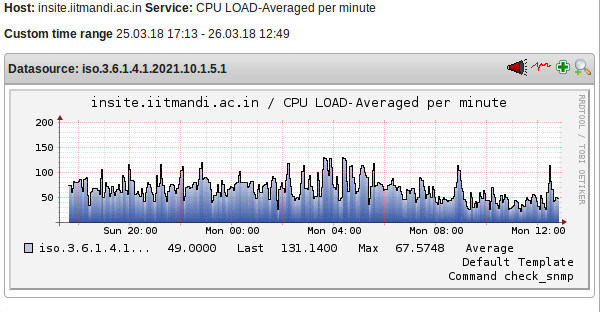 Host: insite.iitmandi.ac.in Service: CPU LOAD-Averaged per minute
Custom time range 25.03.18 17:13 - 26.03.18 12:49
Datasource: iso.3.6.1.4.1.2021.10.1.5.1
insite.iitmandi.ac.in / CPU LOAD-Averaged per minute
RRDTOOL / TOBI OETIKER
200
150
100
50
Sun 20:00 Mon 00:00 Mon 04:00 Mon 08:00 Mon 12:00
iso.3.6.1.4.1... 49.0000 Last 131.1400 Max 67.5748 Average
Default Template
Command check_snmp